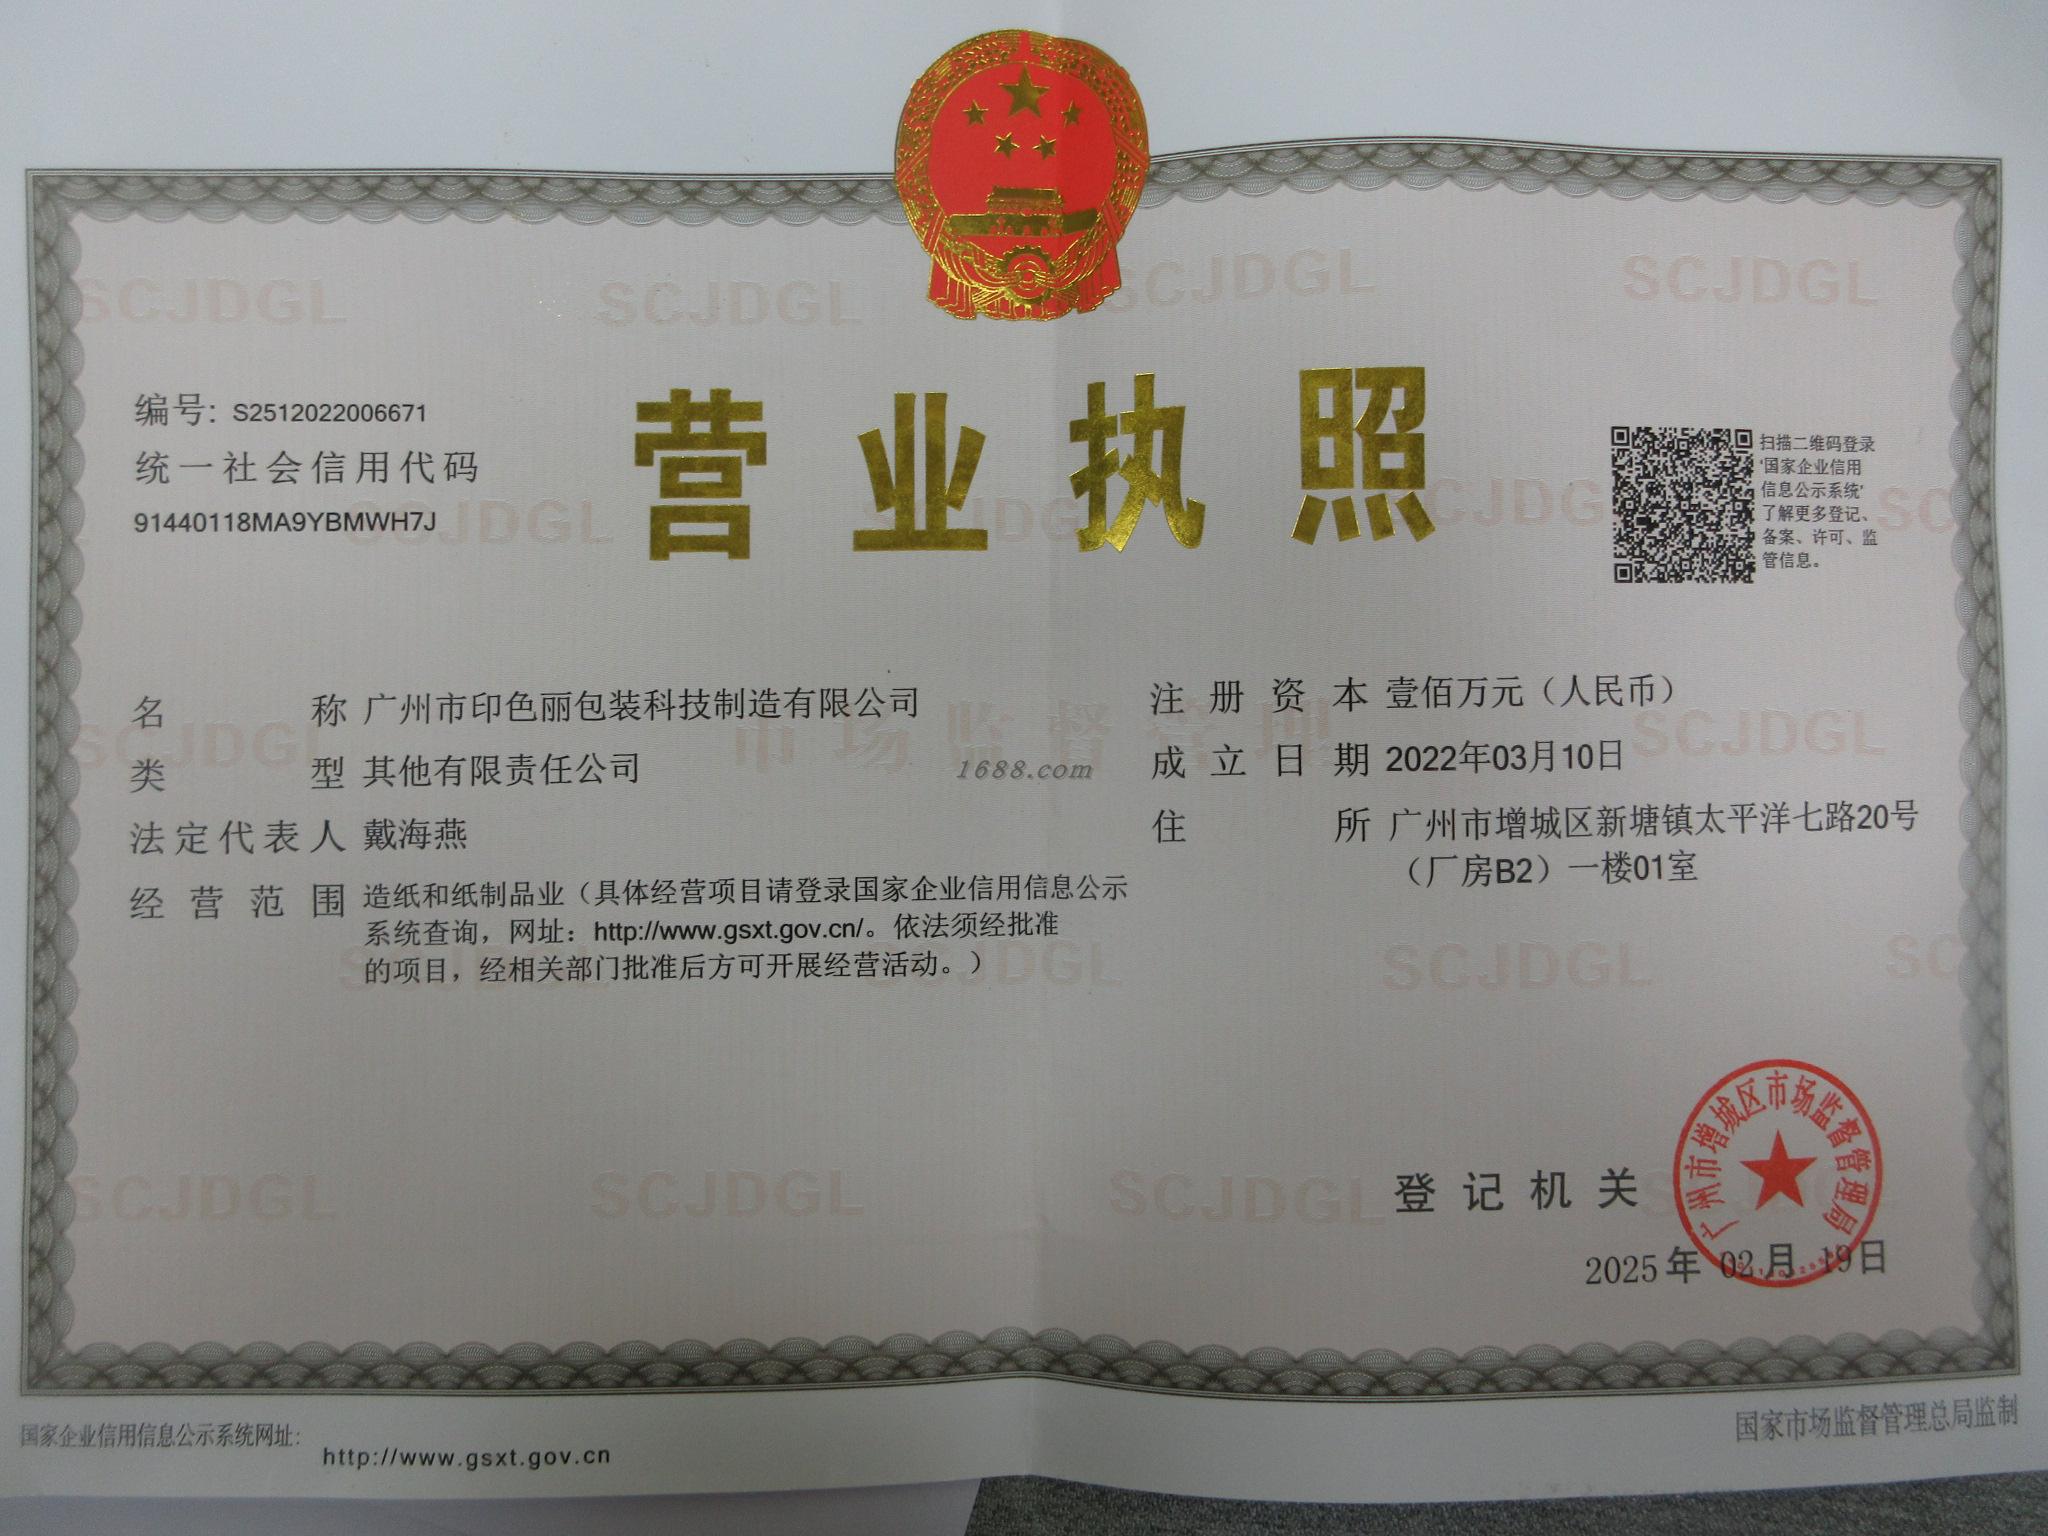 编号: S2512022006671
统一社会信用代码
91440118MA9YBMWH7J
营业执照
扫描二维码登录
'国家企业信用
信息公示系统'
了解更多登记、
备案、许可、监
管信息。
名称 广州市印色丽包装科技制造有限公司
类型 其他有限责任公司
法定代表人 戴海燕
经营范围 造纸和纸制品业（具体经营项目请登录国家企业信用信息公示
系统查询，网址：http://www.gsxt.gov.cn/。依法须经批准
的项目，经相关部门批准后方可开展经营活动。）
注册资本 壹佰万元（人民币）
成立日期 2022年03月10日
住所 广州市增城区新塘镇太平洋七路20号
（厂房B2）一楼01室
市场监督管理
1688.com
SCJDGL
登记机关
广州市增城区市场监督管理局
2025年 02月 19日
国家企业信用信息公示系统网址:
http://www.gsxt.gov.cn
国家市场监督管理总局监制